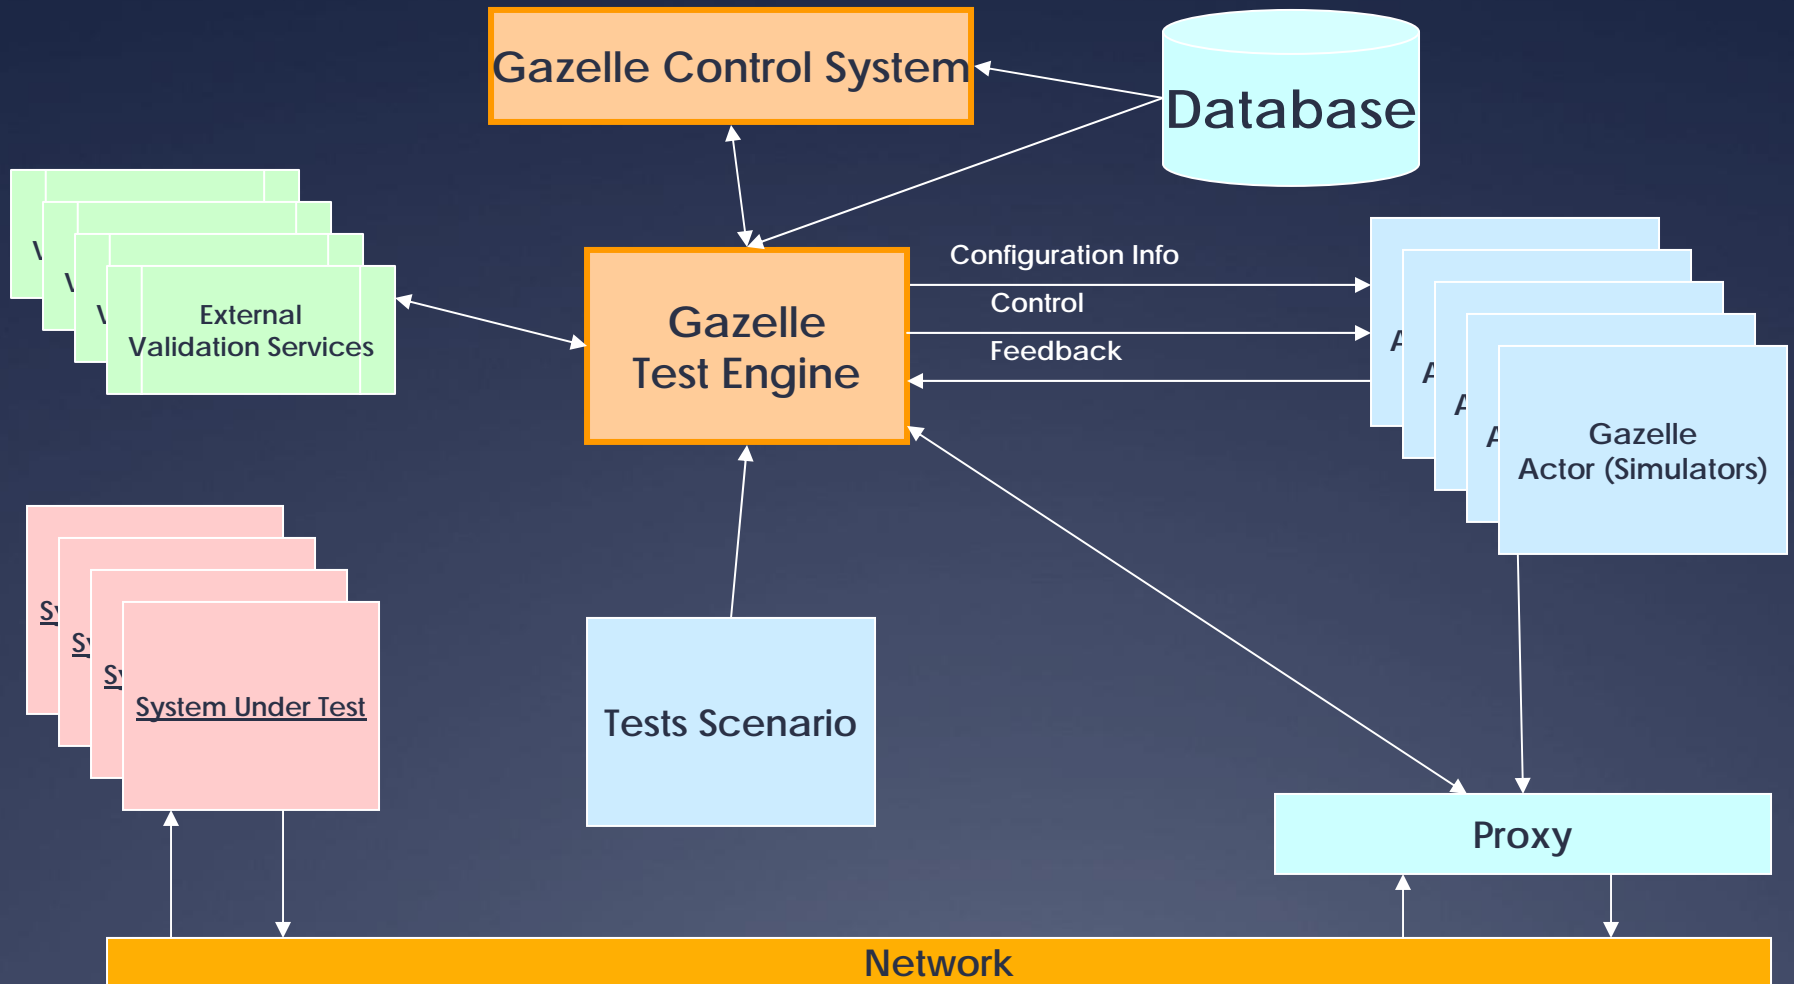 Gazelle Control System
Database
Configuration Info
Control
Feedback
Gazelle
Test Engine
External
Validation Services
Gazelle
Actor (Simulators)
System Under Test
Tests Scenario
Proxy
Network